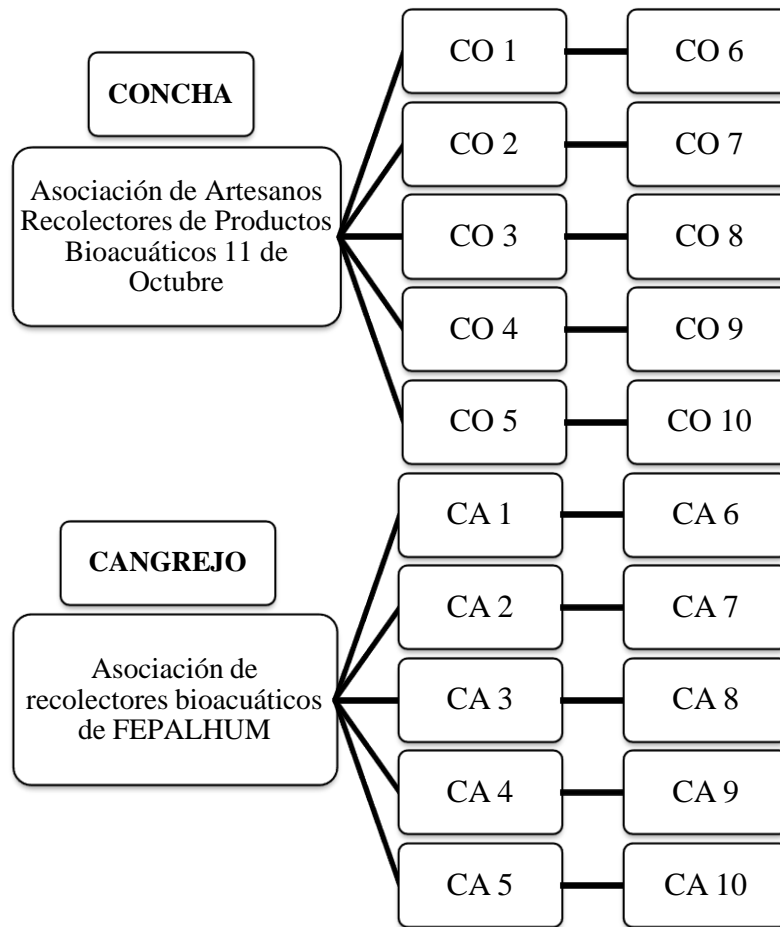 CONCHA
Asociación de Artesanos
Recolectores de Productos
Bioacuáticos 11 de
Octubre
CO 1
CO 6
CO 2
CO 7
CO 3
CO 8
CO 4
CO 9
CO 5
CO 10
CANGREJO
Asociación de
recolectores bioacuáticos
de FEPALHUM
CA 1
CA 6
CA 2
CA 7
CA 3
CA 8
CA 4
CA 9
CA 5
CA 10